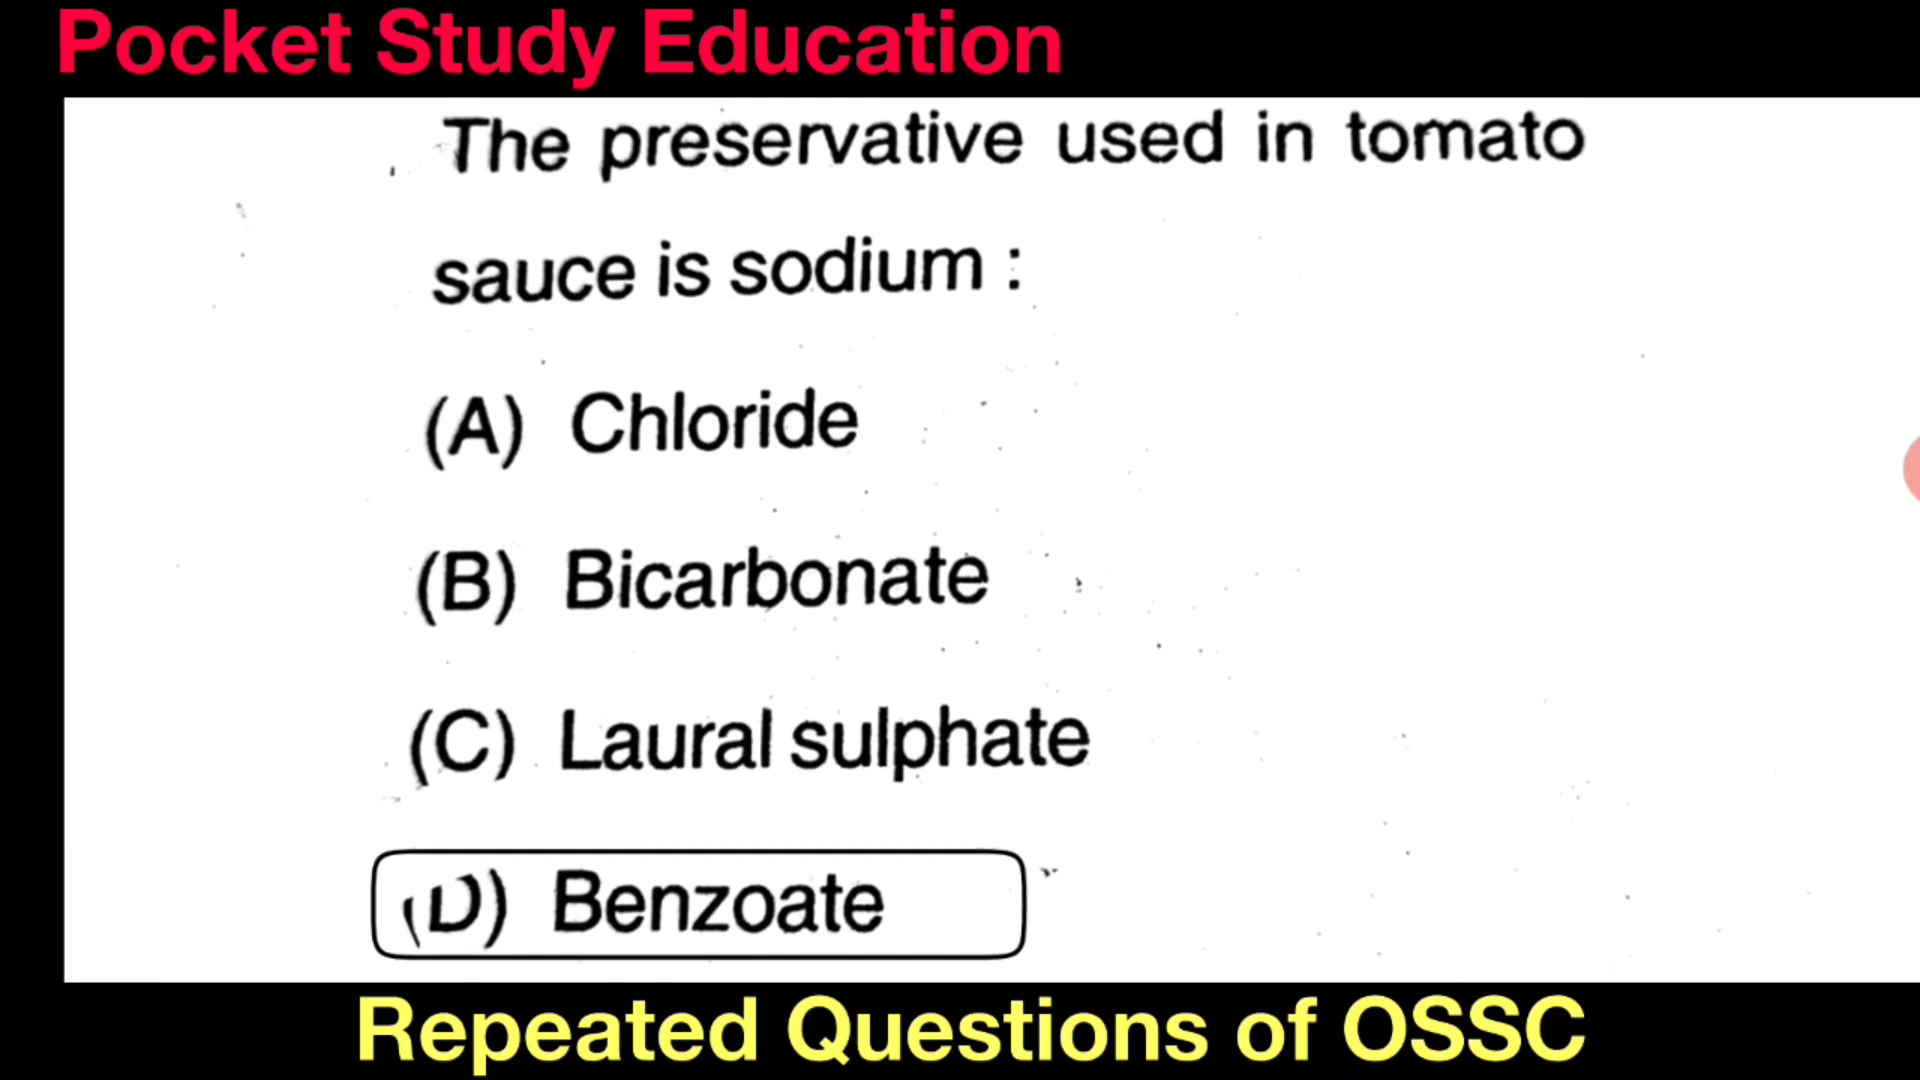 Pocket Study Education
The preservative used in tomato
sauce is sodium :
(A) Chloride
(B) Bicarbonate
(C) Laural sulphate
(D) Benzoate
Repeated Questions of OSSC